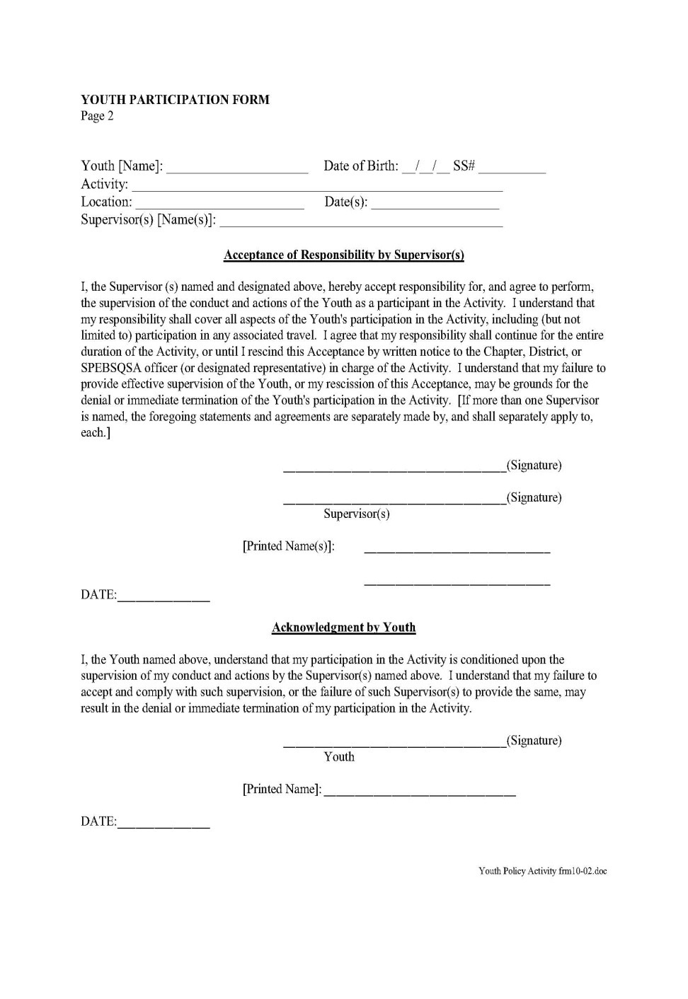 YOUTH PARTICIPATION FORM
Page 2
Youth [Name]: ____________________ Date of Birth: __/__/__ SS# __________
Activity: ____________________________________________________
Location: ________________________ Date(s): __________________
Supervisor(s) [Name(s)]: ________________________________________
Acceptance of Responsibility by Supervisor(s)
I, the Supervisor (s) named and designated above, hereby accept responsibility for, and agree to perform,
the supervision of the conduct and actions of the Youth as a participant in the Activity. I understand that
my responsibility shall cover all aspects of the Youth's participation in the Activity, including (but not
limited to) participation in any associated travel. I agree that my responsibility shall continue for the entire
duration of the Activity, or until I rescind this Acceptance by written notice to the Chapter, District, or
SPEBSQSA officer (or designated representative) in charge of the Activity. I understand that my failure to
provide effective supervision of the Youth, or my rescission of this Acceptance, may be grounds for the
denial or immediate termination of the Youth's participation in the Activity. [If more than one Supervisor
is named, the foregoing statements and agreements are separately made by, and shall separately apply to,
each.]
____________________________________(Signature)
____________________________________(Signature)
Supervisor(s)
[Printed Name(s)]: ______________________________
______________________________
DATE:_______________
Acknowledgment by Youth
I, the Youth named above, understand that my participation in the Activity is conditioned upon the
supervision of my conduct and actions by the Supervisor(s) named above. I understand that my failure to
accept and comply with such supervision, or the failure of such Supervisor(s) to provide the same, may
result in the denial or immediate termination of my participation in the Activity.
____________________________________(Signature)
Youth
[Printed Name]: _______________________________
DATE:_______________
Youth Policy Activity frm10-02.doc